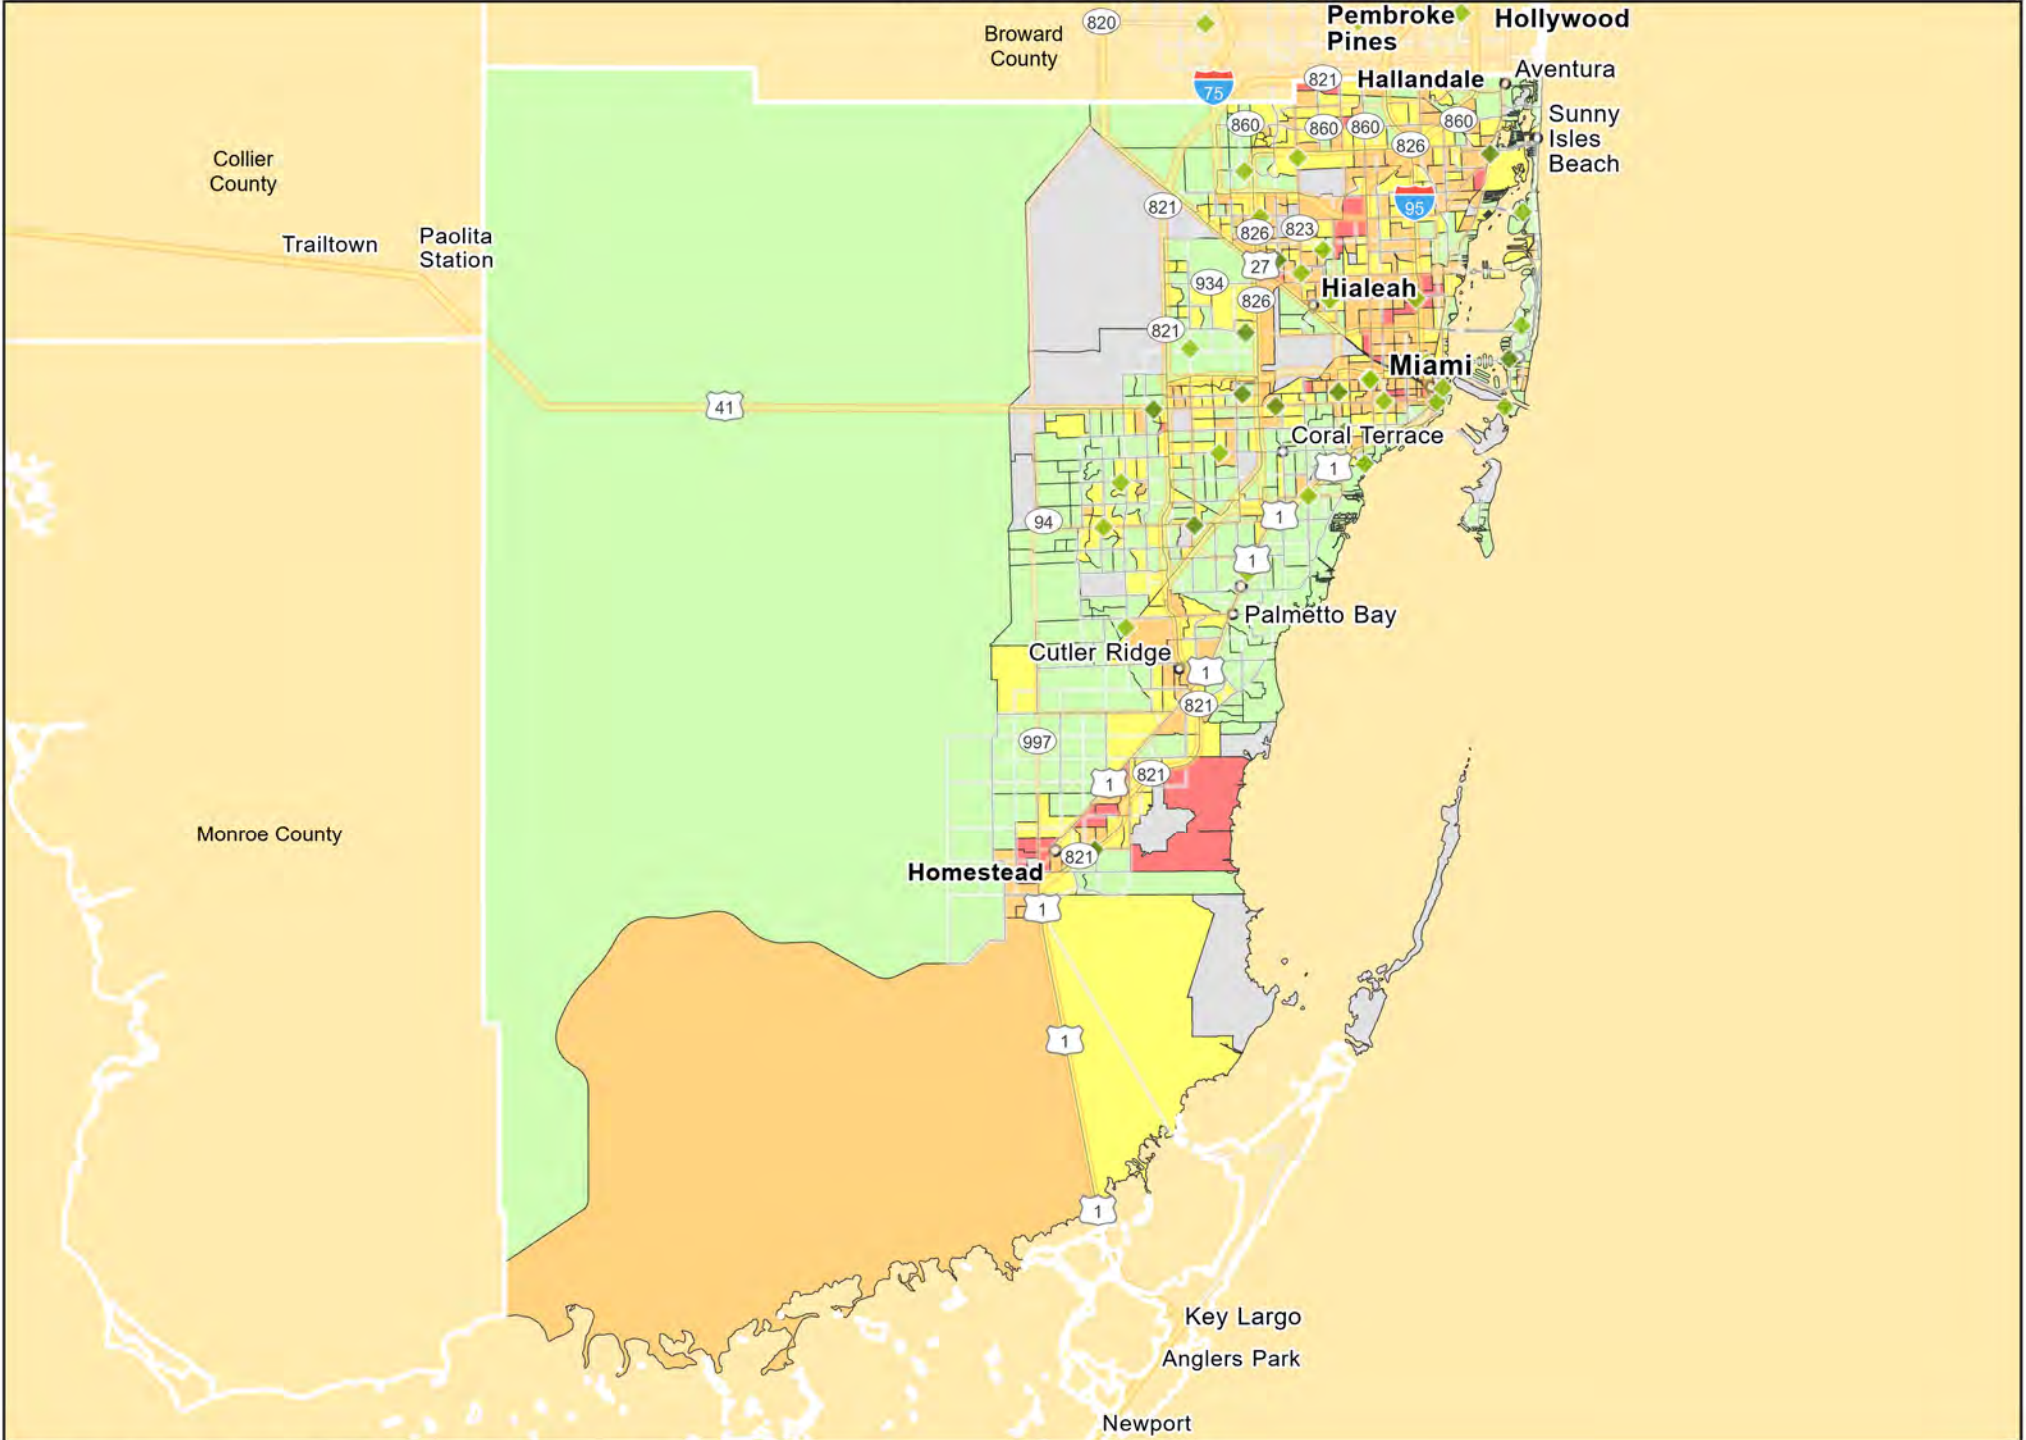 820
Broward
County
Pembroke
Pines
Hollywood
75
821
Hallandale
Aventura
860
860
860
860
826
Sunny
Isles
Beach
Collier
County
821
95
826
823
Trailtown
Paolita
Station
27
934
826
Hialeah
821
Miami
41
Coral Terrace
1
94
1
1
Palmetto Bay
Cutler Ridge
1
821
997
1
821
Monroe County
821
Homestead
1
1
1
Key Largo
Anglers Park
Newport